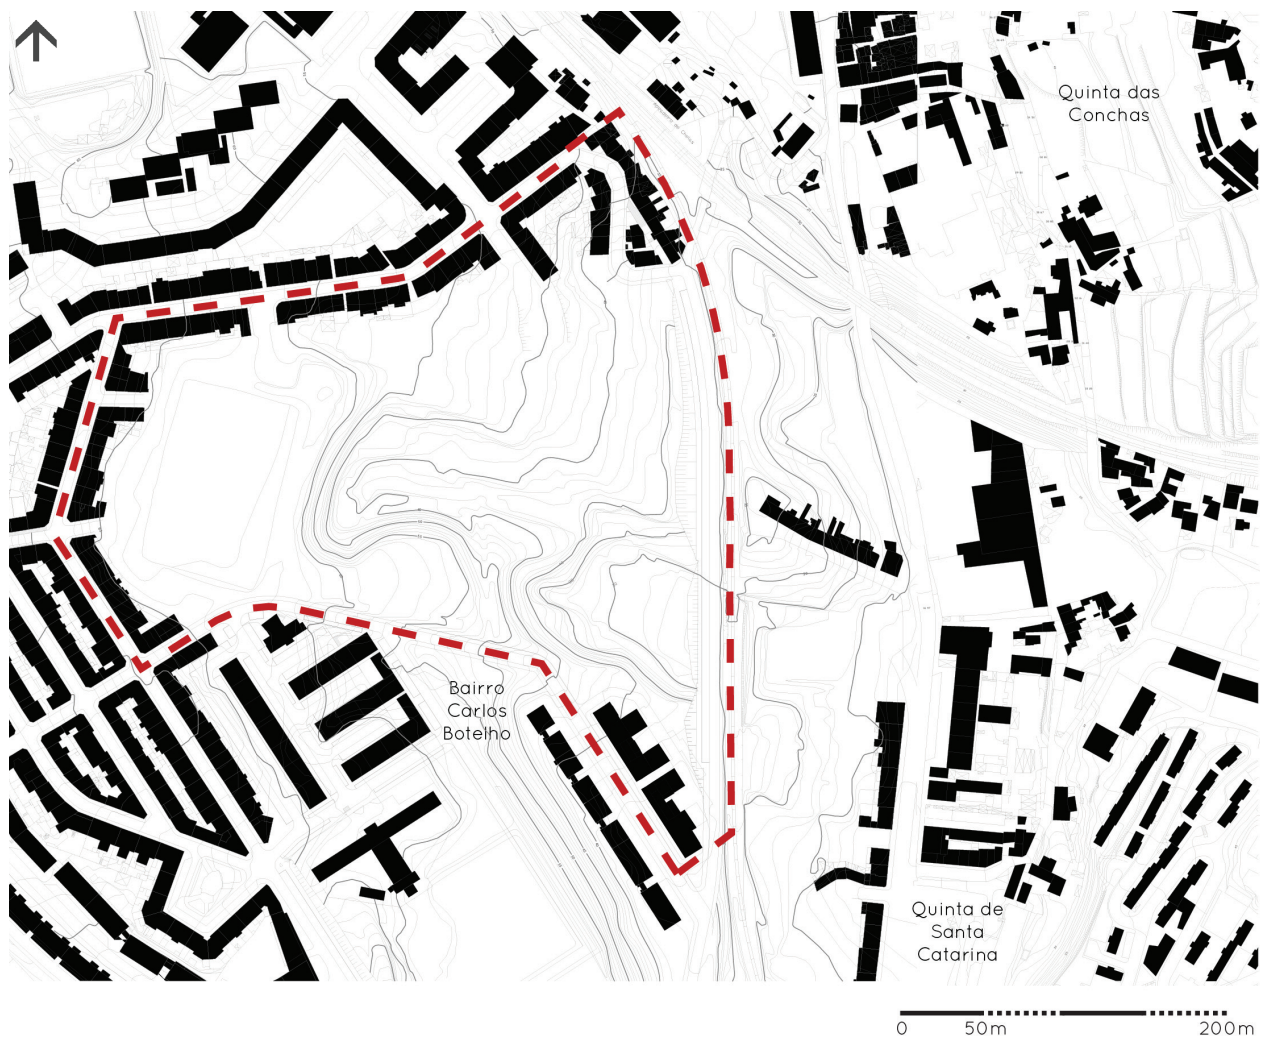 Quinta das
Conchas
Bairro
Carlos
Botelho
Quinta de
Santa
Catarina
0 50m 200m